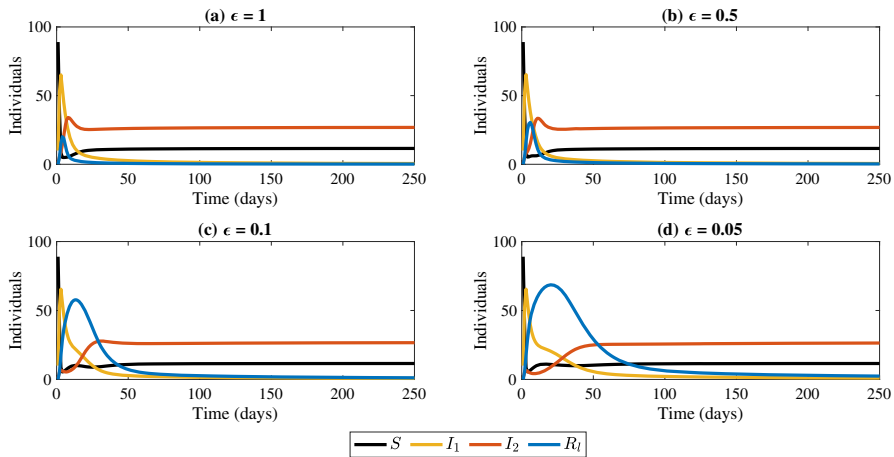 (a) ϵ = 1
100
50
0
Individuals
0 50 100 150 200 250
Time (days)
(b) ϵ = 0.5
100
50
0
Individuals
0 50 100 150 200 250
Time (days)
(c) ϵ = 0.1
100
50
0
Individuals
0 50 100 150 200 250
Time (days)
(d) ϵ = 0.05
100
50
0
Individuals
0 50 100 150 200 250
Time (days)
S I₁ I₂ Rₗ